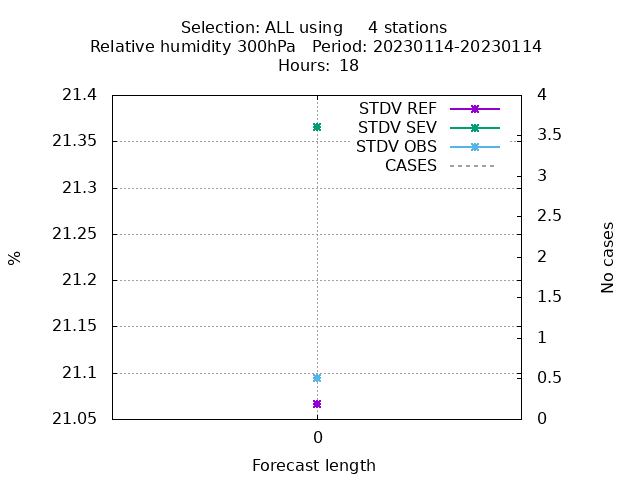 Selection: ALL using     4 stations
Relative humidity 300hPa   Period: 20230114-20230114
Hours:  18
STDV REF
STDV SEV
STDV OBS
CASES
21.4
21.35
21.3
21.25
21.2
21.15
21.1
21.05
%
4
3.5
3
2.5
2
1.5
1
0.5
0
No cases
0
Forecast length